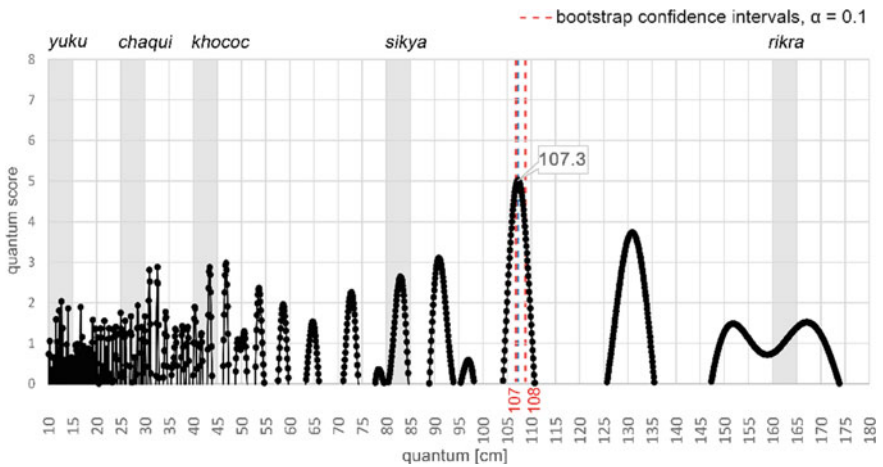 bootstrap confidence intervals, α = 0.1
yuku chaqui khococ sikya rikra
8
7
6
5
4
3
2
1
0
quantum score
107.3
107 108
10 15 20 25 30 35 40 45 50 55 60 65 70 75 80 85 90 95 100 105 110 115 120 125 130 135 140 145 150 155 160 165 170 175 180
quantum [cm]